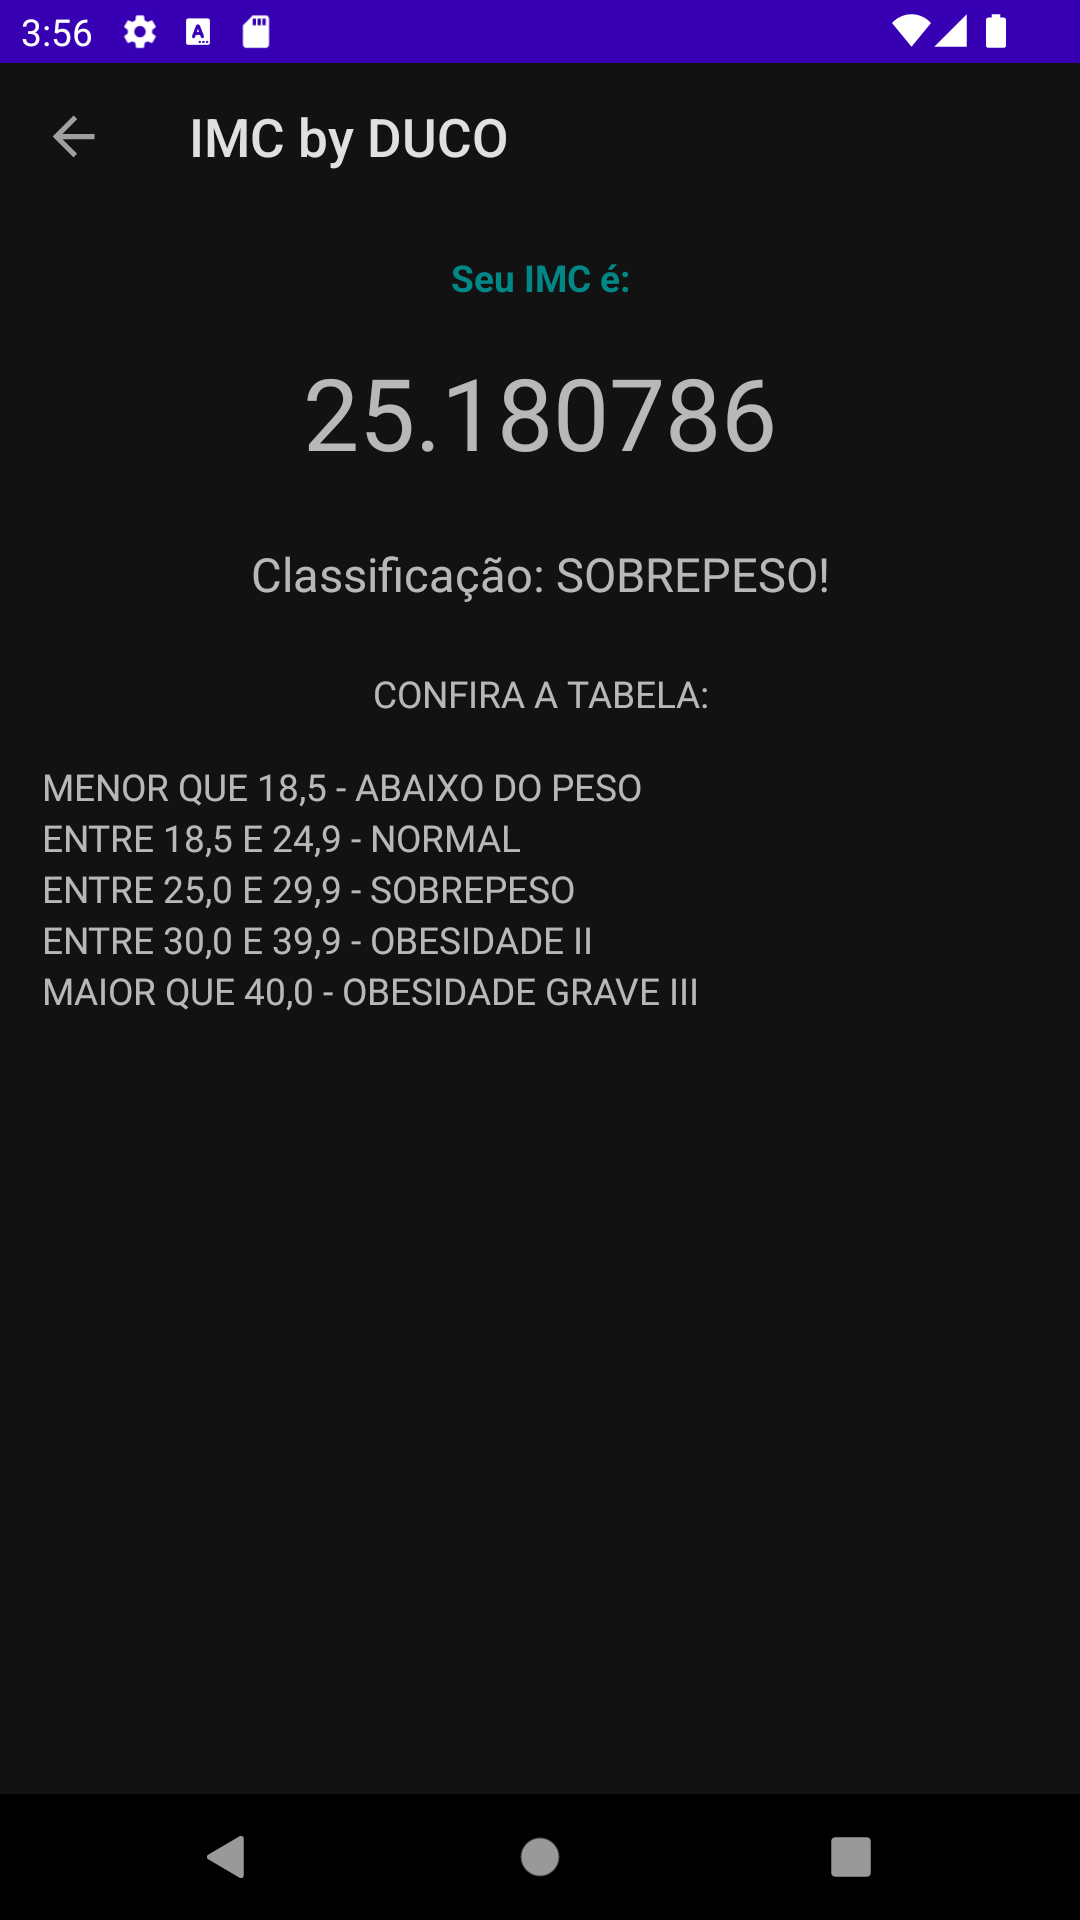 3:56
IMC by DUCO
Seu IMC é:
25.180786
Classificação: SOBREPESO!
CONFIRA A TABELA:
MENOR QUE 18,5 - ABAIXO DO PESO
ENTRE 18,5 E 24,9 - NORMAL
ENTRE 25,0 E 29,9 - SOBREPESO
ENTRE 30,0 E 39,9 - OBESIDADE II
MAIOR QUE 40,0 - OBESIDADE GRAVE III